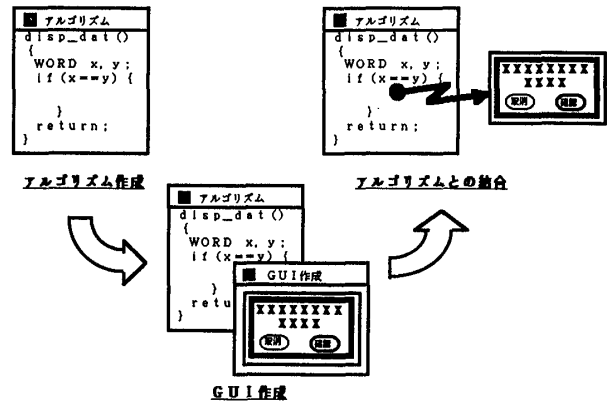 アルゴリズム
disp_dat()
{
WORD x, y;
if (x==y) {
}
return;
}
アルゴリズム作成
アルゴリズム
disp_dat()
{
WORD x, y;
if (x==y) {
}
retu
}
GUI作成
XXXXXXXX
XXXX
取消
確認
GUI作成
アルゴリズム
disp_dat()
{
WORD x, y;
if (x==y) {
}
return;
}
XXXXXXXX
XXXX
取消
確認
アルゴリズムとの結合